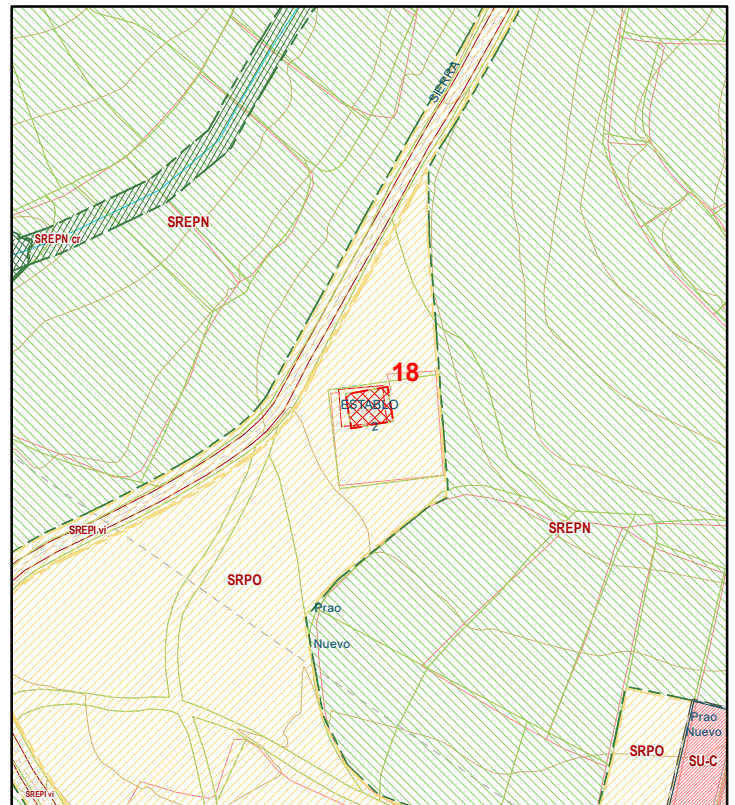 SIERRA
SREPN
SREPN cr
18
ESTABLO
2
SREPI vi
SREPN
SRPO
Prao
Nuevo
Prao
Nuevo
SRPO
SU-C
SREPI vi